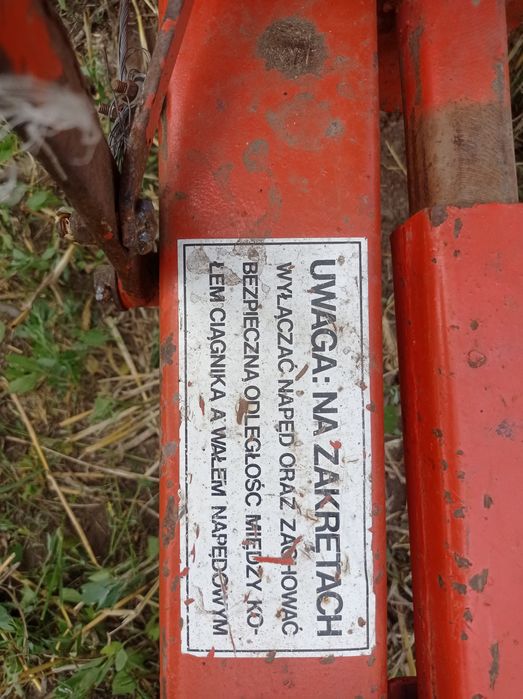 UWAGA: NA ZAKRĘTACH
WYŁĄCZAĆ NAPĘD ORAZ ZACHOWAĆ
BEZPIECZNĄ ODLEGŁOŚĆ MIĘDZY KO-
ŁEM CIĄGNIKA A WAŁEM NAPĘDOWYM